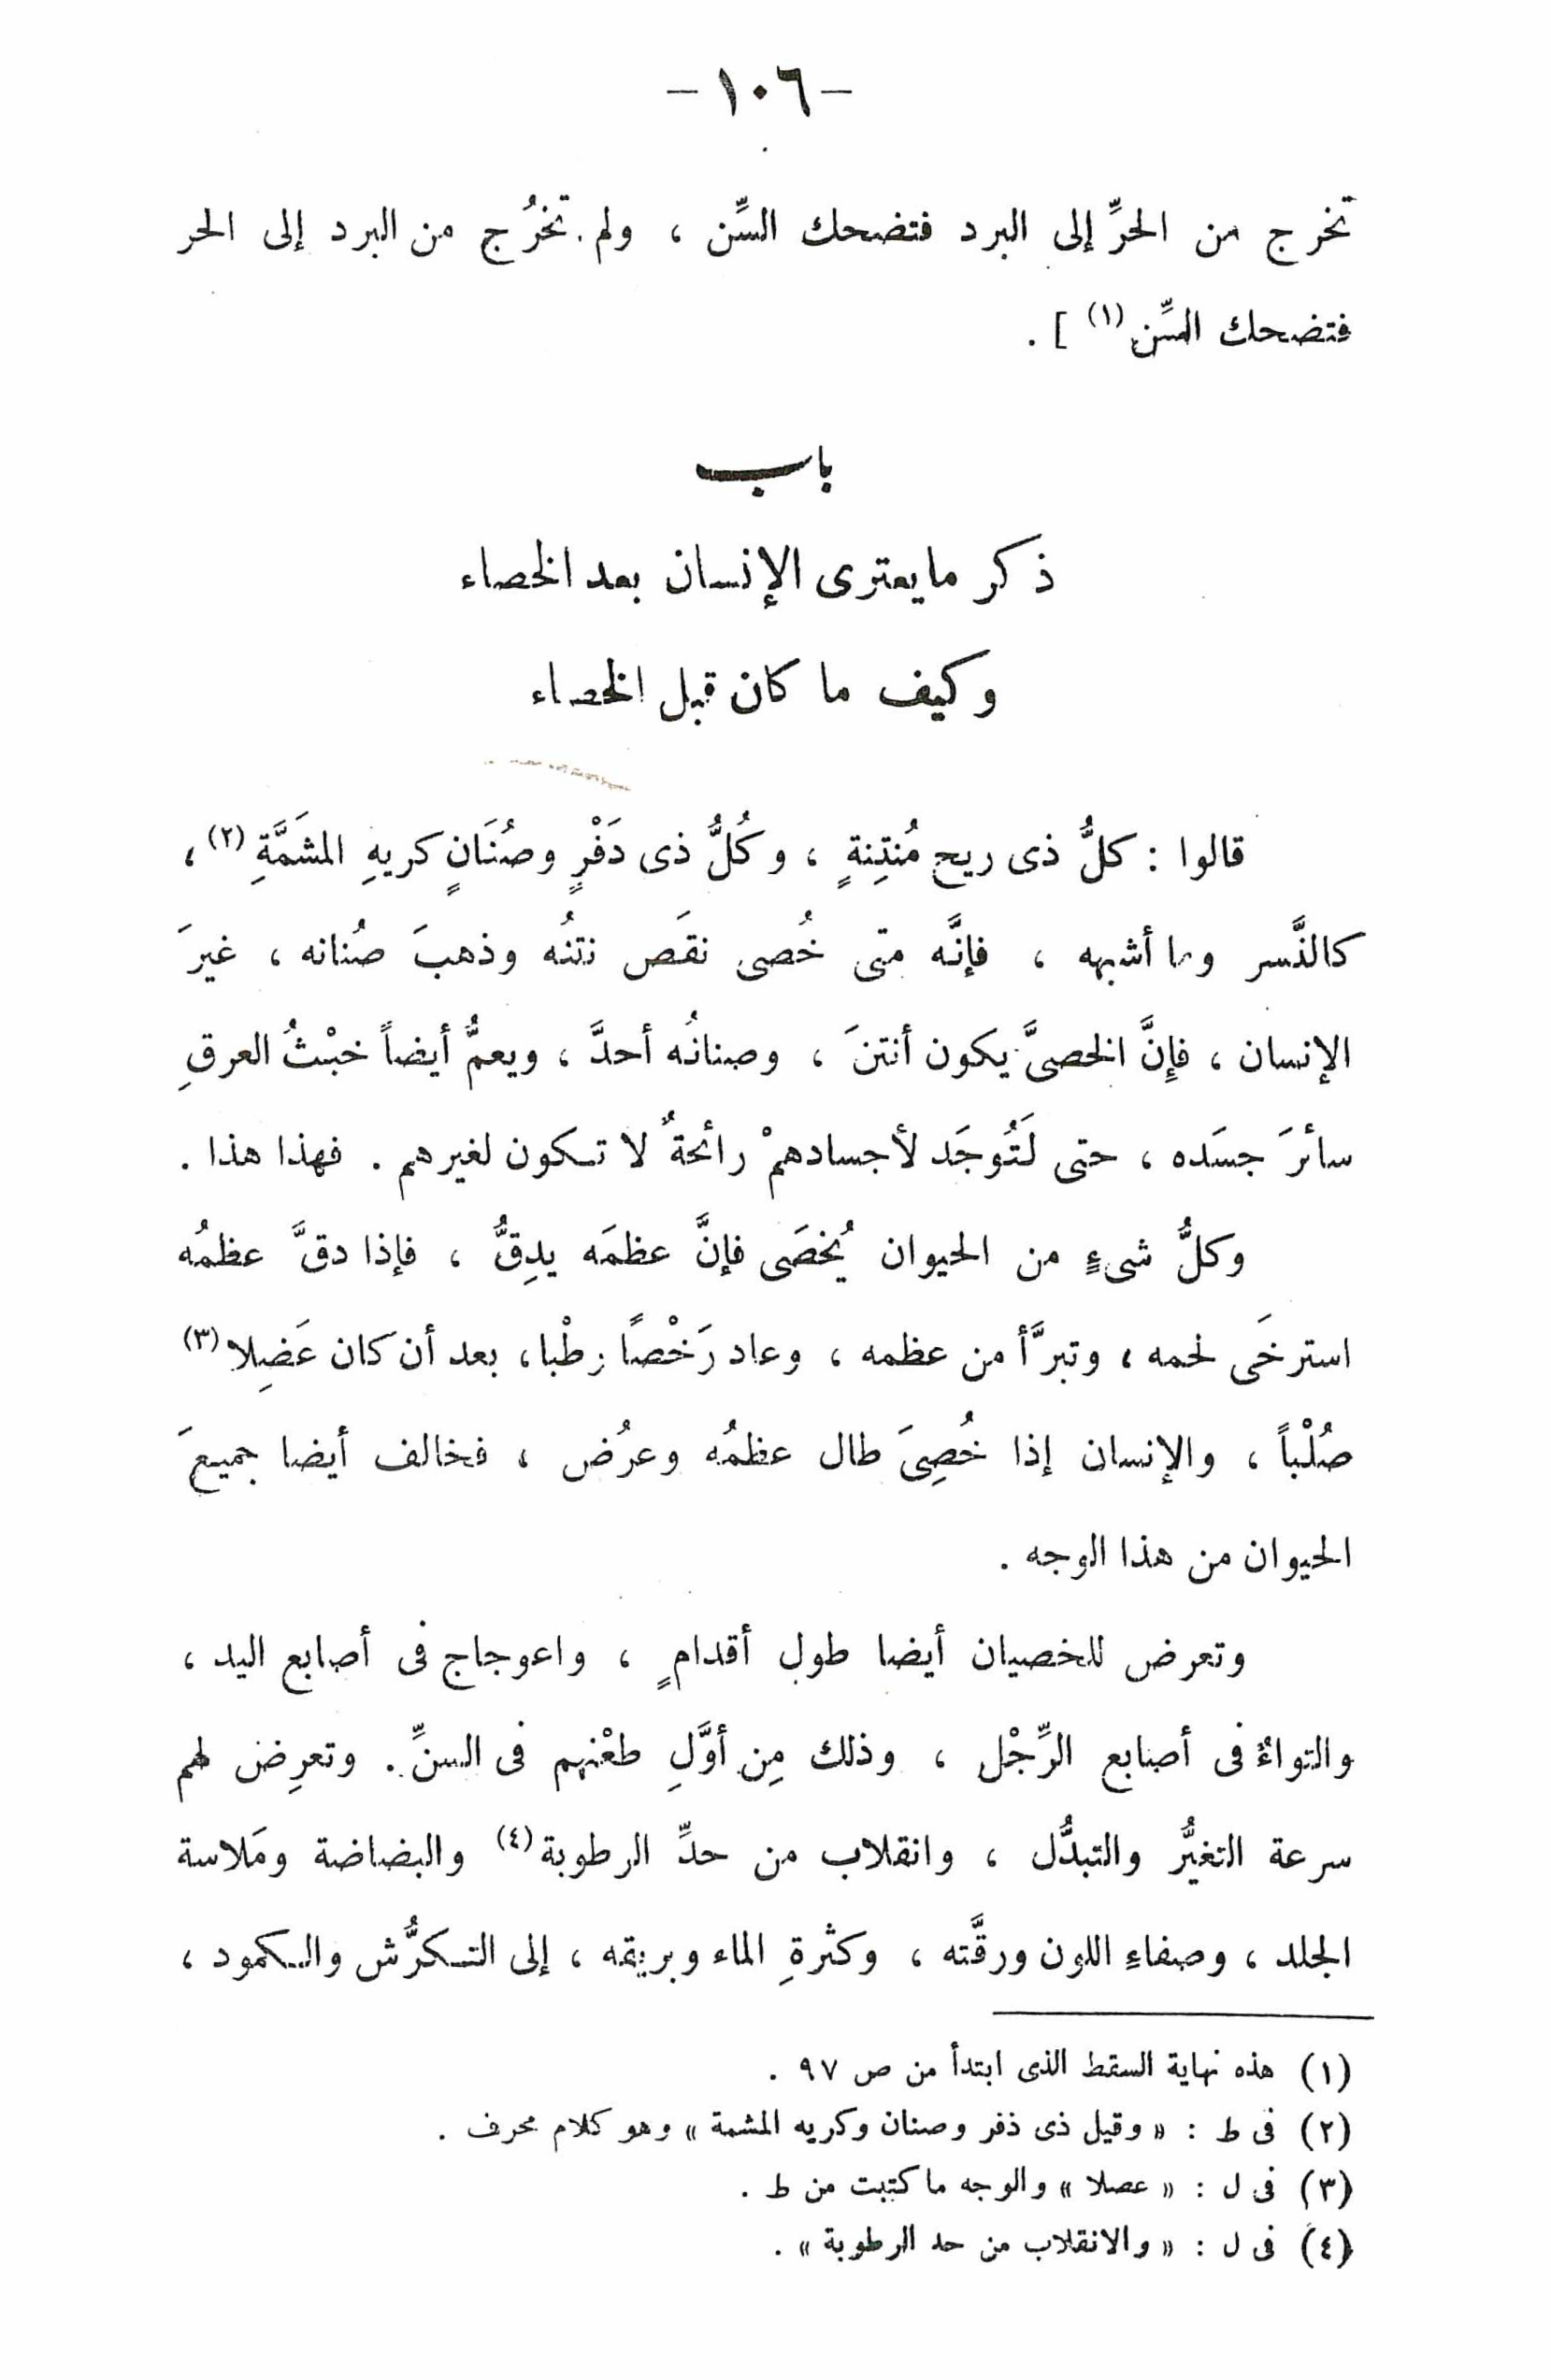 — ١٠٦ —
تخرج من الحرِّ إلى البرد فتضحك السِّن ، ولم تخرُج من البرد إلى الحر
فتضحك السِّن (١) ] .
باب
ذكر ما يعترى الإنسان بعد الخصاء
وكيف ما كان قبل الخصاء
قالوا : كلُّ ذى ريح مُنتِنةٍ ، وكُلُّ ذى دَفْرٍ وصُنَانٍ كريهِ المشَمَّةِ (٢) ،
كالنَّسر وما أشبهه ، فإنَّه متى خُصى نقَص نتنُه وذهبَ صُنانه ، غيرَ
الإنسان ، فإِنَّ الخصىَّ يكون أنتنَ ، وصنانُه أحدَّ ، ويعمُّ أيضاً خبْثُ العرقِ
سائرَ جسَده ، حتى لَتُوجَد لأجسادهمْ رائحةٌ لا تكون لغيرهم . فهذا هذا .
وكلُّ شىءٍ من الحيوان يُخصَى فإنَّ عظمَه يدِقُّ ، فإذا دقَّ عظمُه
استرخَى لحمه ، وتبرَّأ من عظمه ، وعاد رَخْصًا رطْبا ، بعد أن كان عَضِلا (٣)
صُلْباً ، والإنسان إذا خُصِىَ طال عظمُه وعرُض ، فخالف أيضا جميعَ
الحيوان من هذا الوجه .
وتعرض للخصيان أيضا طول أقدامٍ ، واعوجاج فى أصابع اليد ،
والتواءٌ فى أصابع الرِّجْل ، وذلك مِن أوَّلِ طعْنهم فى السنِّ . وتعرِض لهم
سرعة التغيُّر والتبدُّل ، وانقلاب من حدِّ الرطوبة (٤) والبضاضة ومَلاسة
الجلد ، وصفاءِ اللون ورقَّته ، وكثرةِ الماء وبريقه ، إلى التكرُّش والكمود ،
(١) هذه نهاية السقط الذى ابتدأ من ص ٩٧ .
(٢) فى ط : « وقيل ذى ذفر وصنان وكريه المشمة » وهو كلام محرف .
(٣) فى ل : « عصلا » والوجه ما كتبت من ط .
(٤) فى ل : « والانقلاب من حد الرطوبة » .